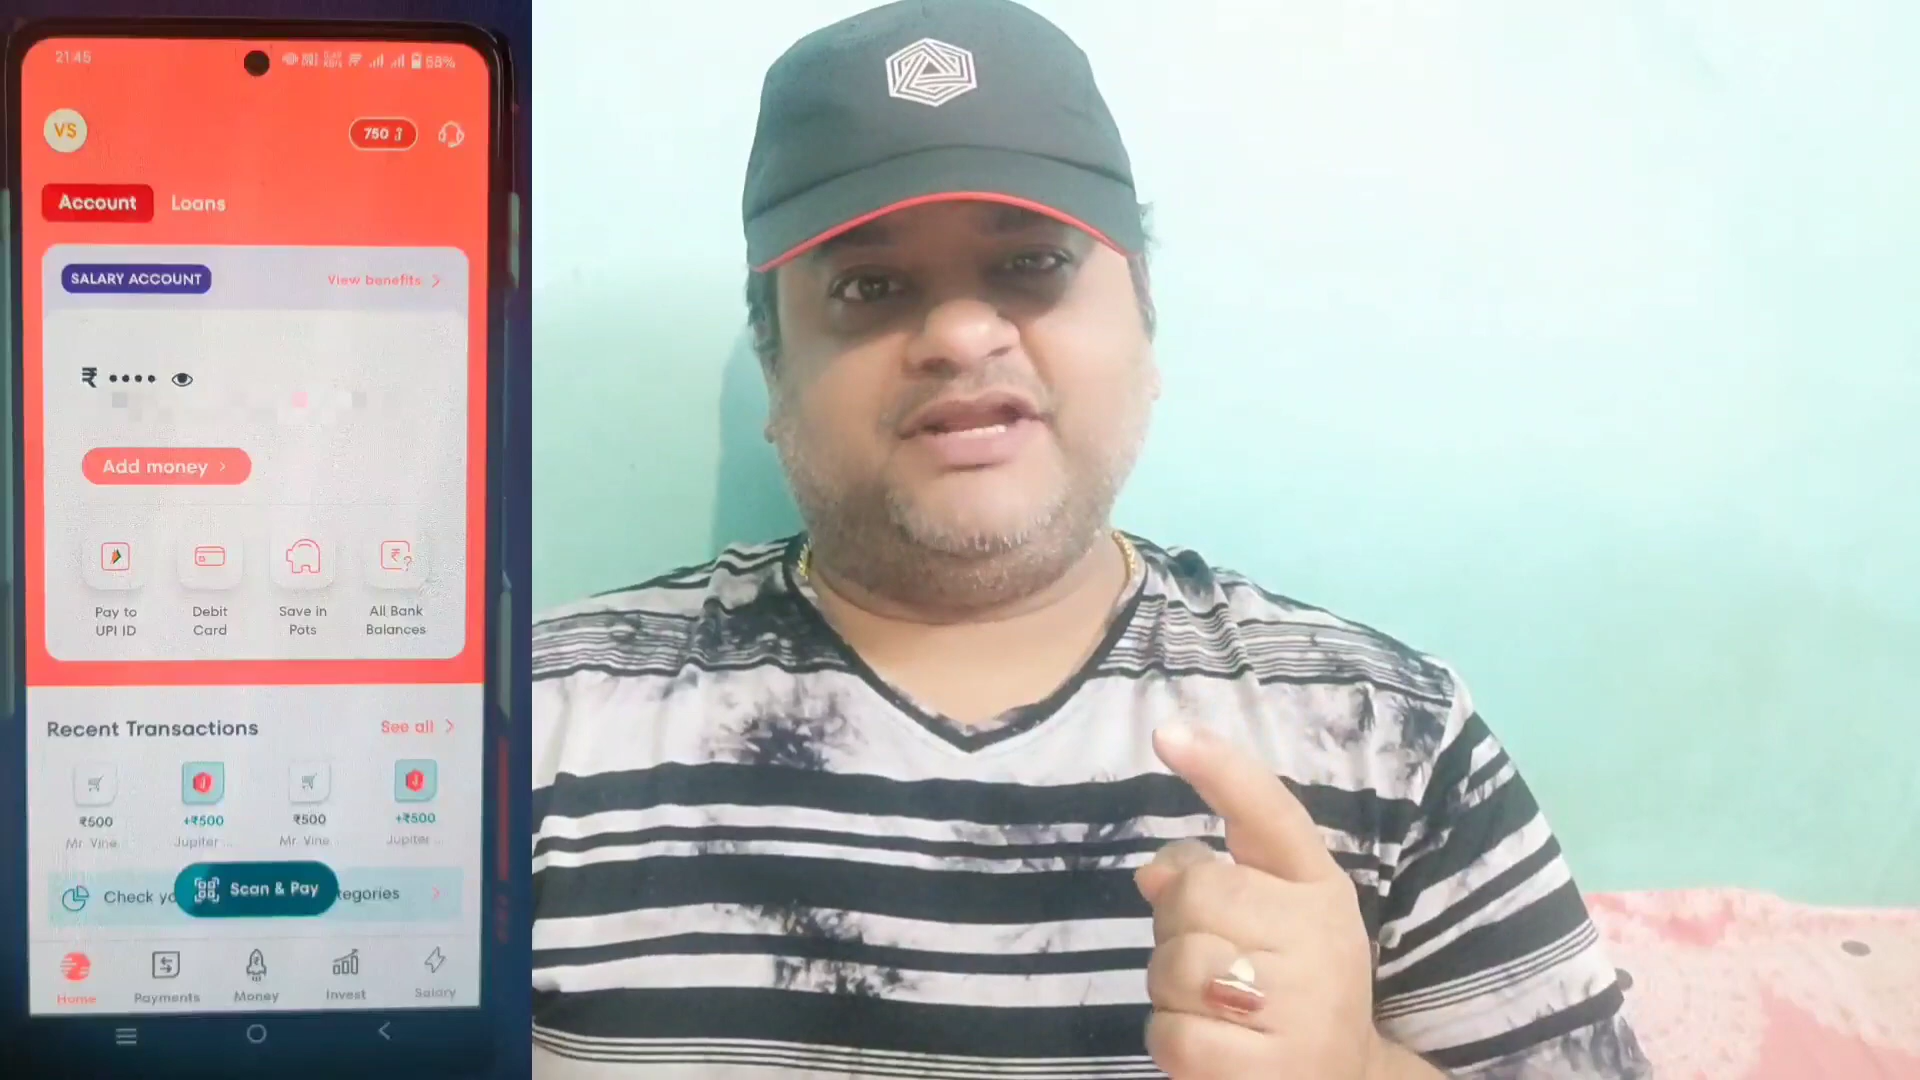 21:45
58%
VS
750
Account Loans
SALARY ACCOUNT
View benefits
₹ ••••
Add money
Pay to UPI ID
Debit Card
Save in Pots
All Bank Balances
Recent Transactions
See all
₹500
+₹500
₹500
+₹500
Mr. Vine...
Jupiter ...
Mr. Vine...
Jupiter ...
Check yo
Scan & Pay
tegories
Home
Payments
Money
Invest
Salary